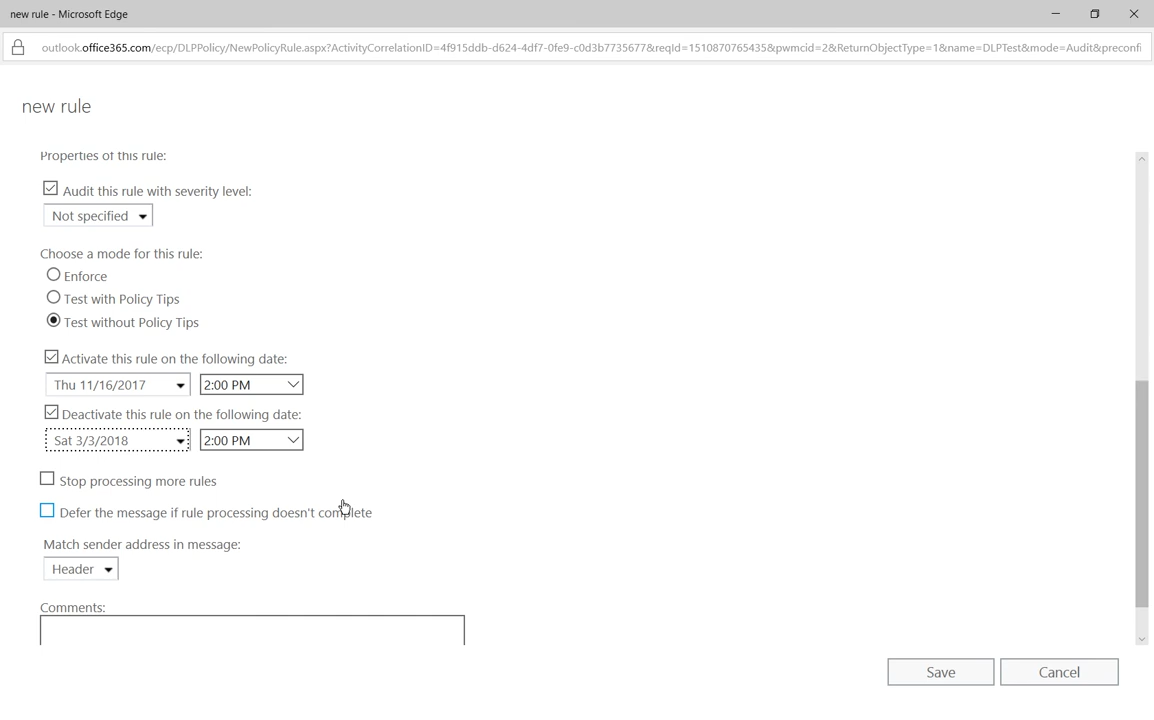 new rule - Microsoft Edge
outlook.office365.com/ecp/DLPPolicy/NewPolicyRule.aspx?ActivityCorrelationID=4f915ddb-d624-4df7-0fe9-c0d3b7735677&reqId=1510870765435&pwmcid=2&ReturnObjectType=1&name=DLPTest&mode=Audit&preconfi
new rule
Properties of this rule:
Audit this rule with severity level:
Not specified
Choose a mode for this rule:
Enforce
Test with Policy Tips
Test without Policy Tips
Activate this rule on the following date:
Thu 11/16/2017 2:00 PM
Deactivate this rule on the following date:
Sat 3/3/2018 2:00 PM
Stop processing more rules
Defer the message if rule processing doesn't complete
Match sender address in message:
Header
Comments:
Save Cancel